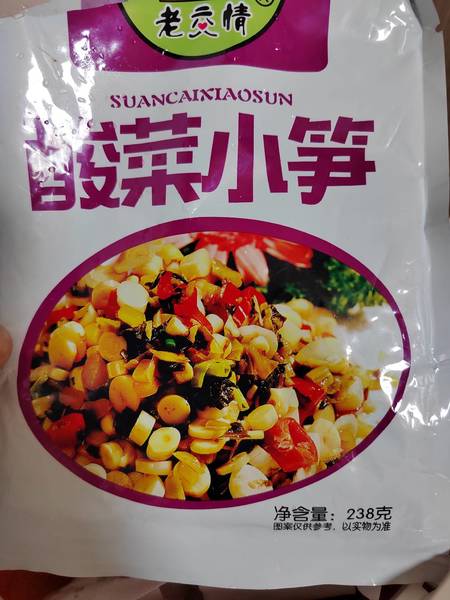 老交情
®
SUANCAIXIAOSUN
酸菜小笋
净含量：238克
图案仅供参考，以实物为准